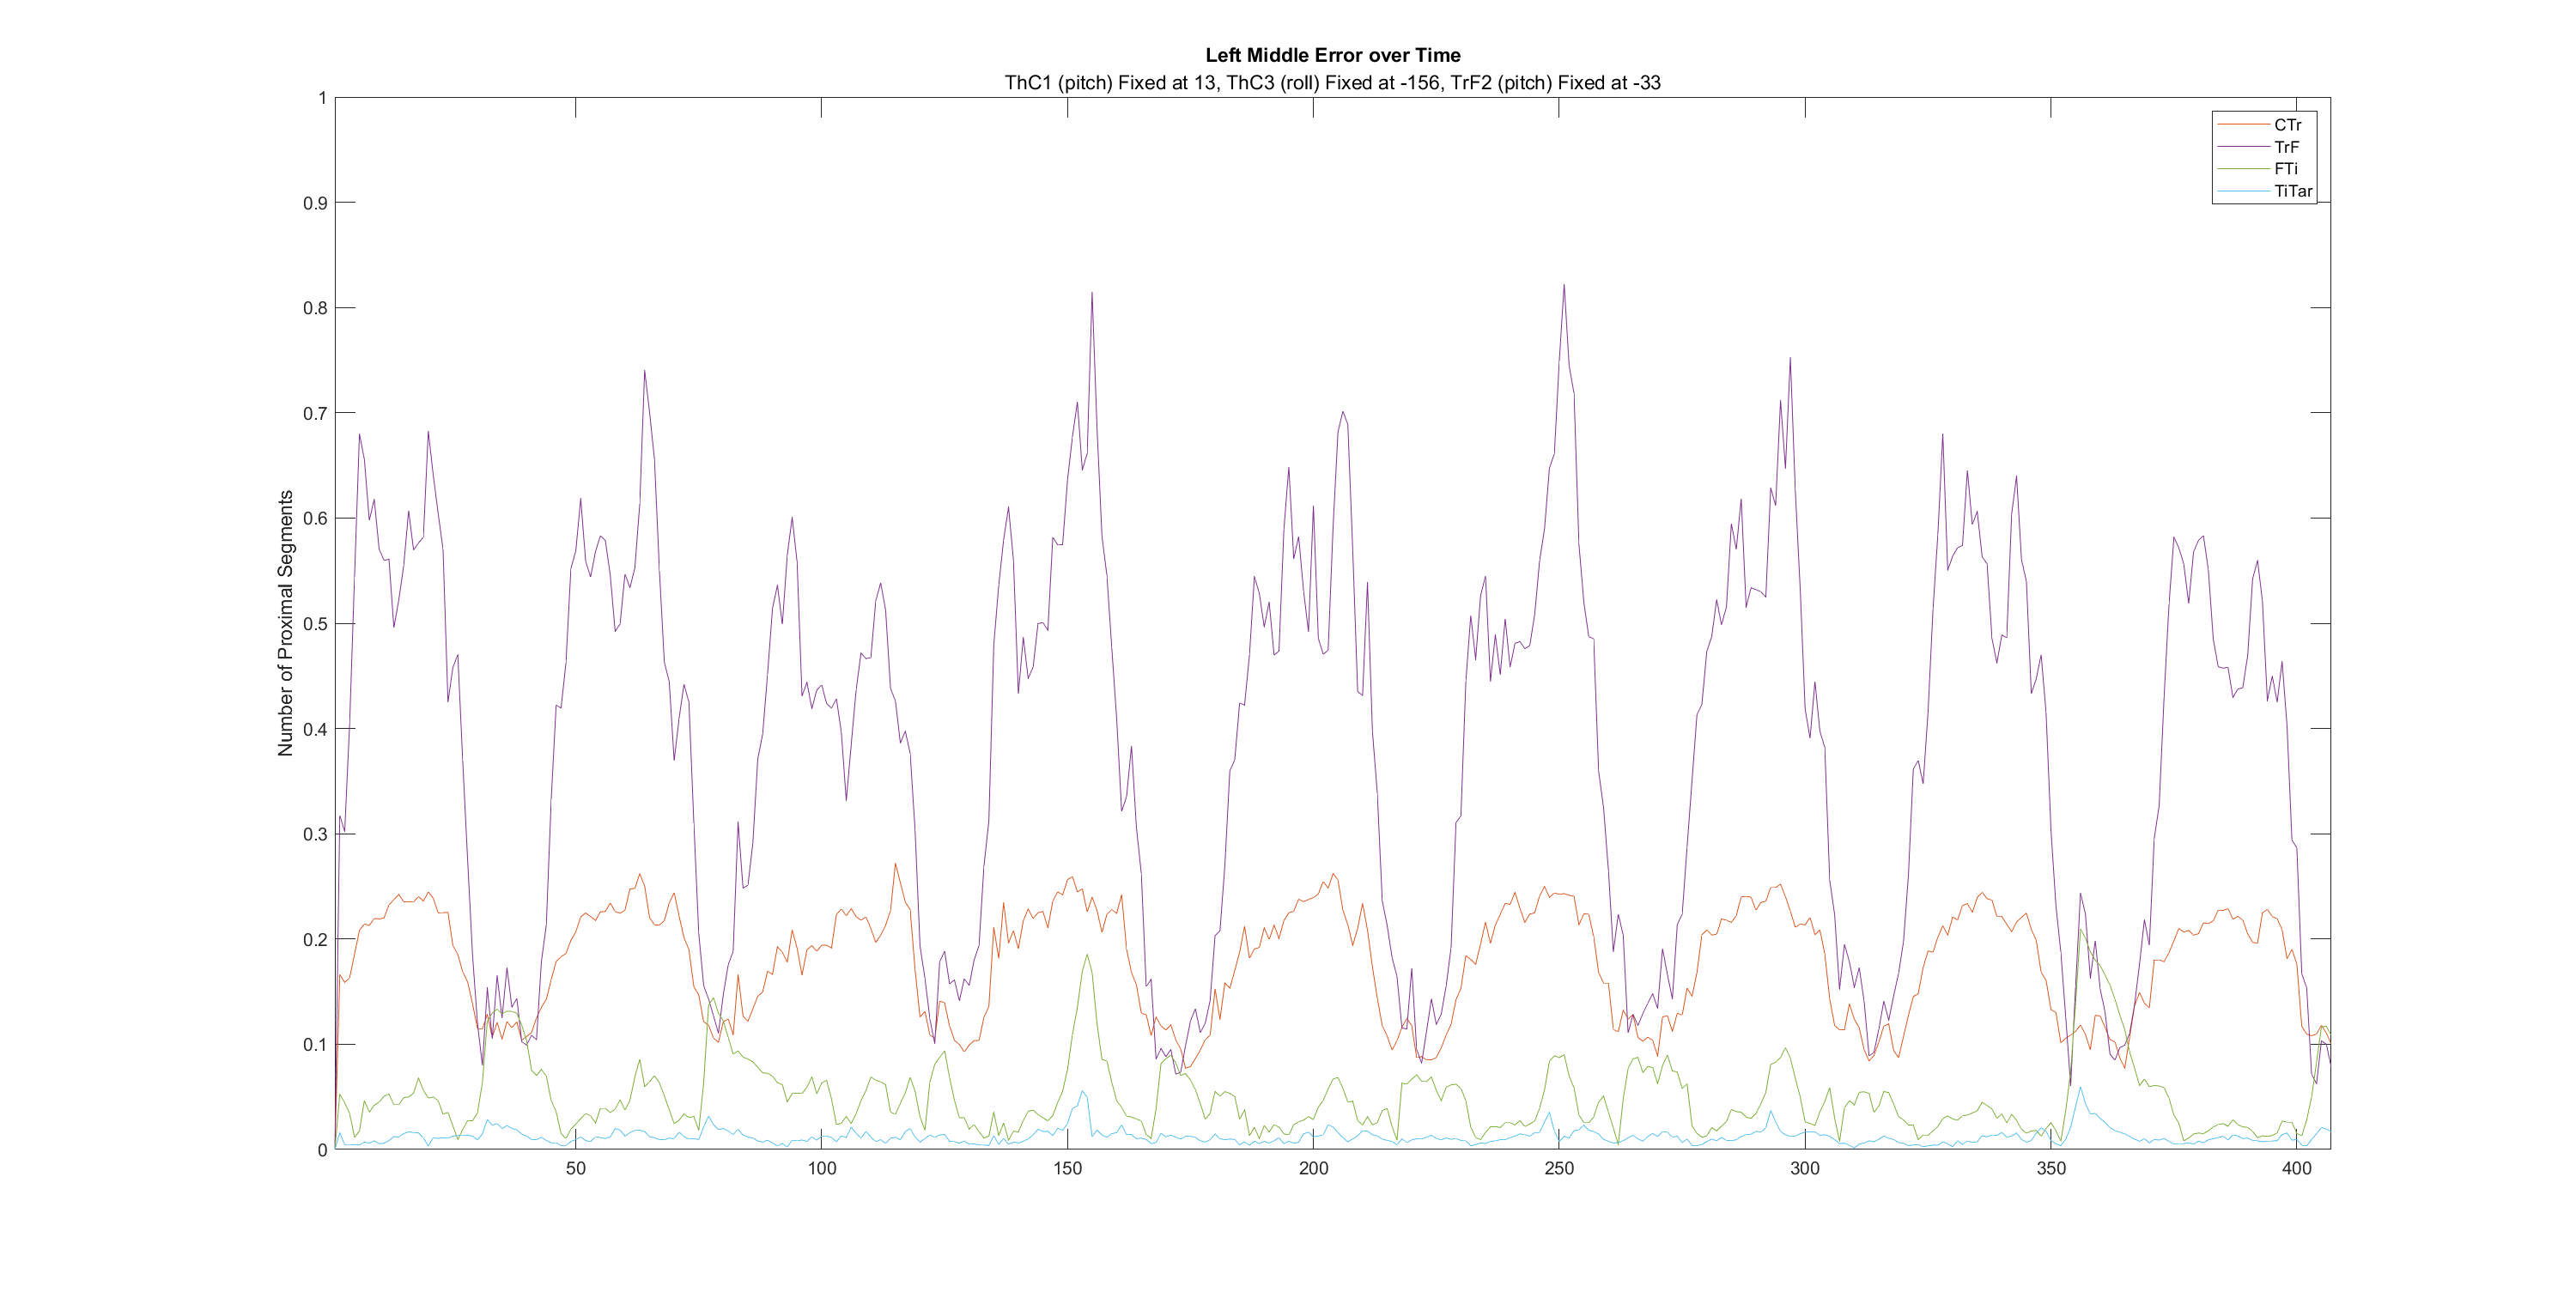 Left Middle Error over Time
ThC1 (pitch) Fixed at 13, ThC3 (roll) Fixed at -156, TrF2 (pitch) Fixed at -33
CTr
TrF
FTi
TiTar
Number of Proximal Segments
1
0.9
0.8
0.7
0.6
0.5
0.4
0.3
0.2
0.1
0
50 100 150 200 250 300 350 400